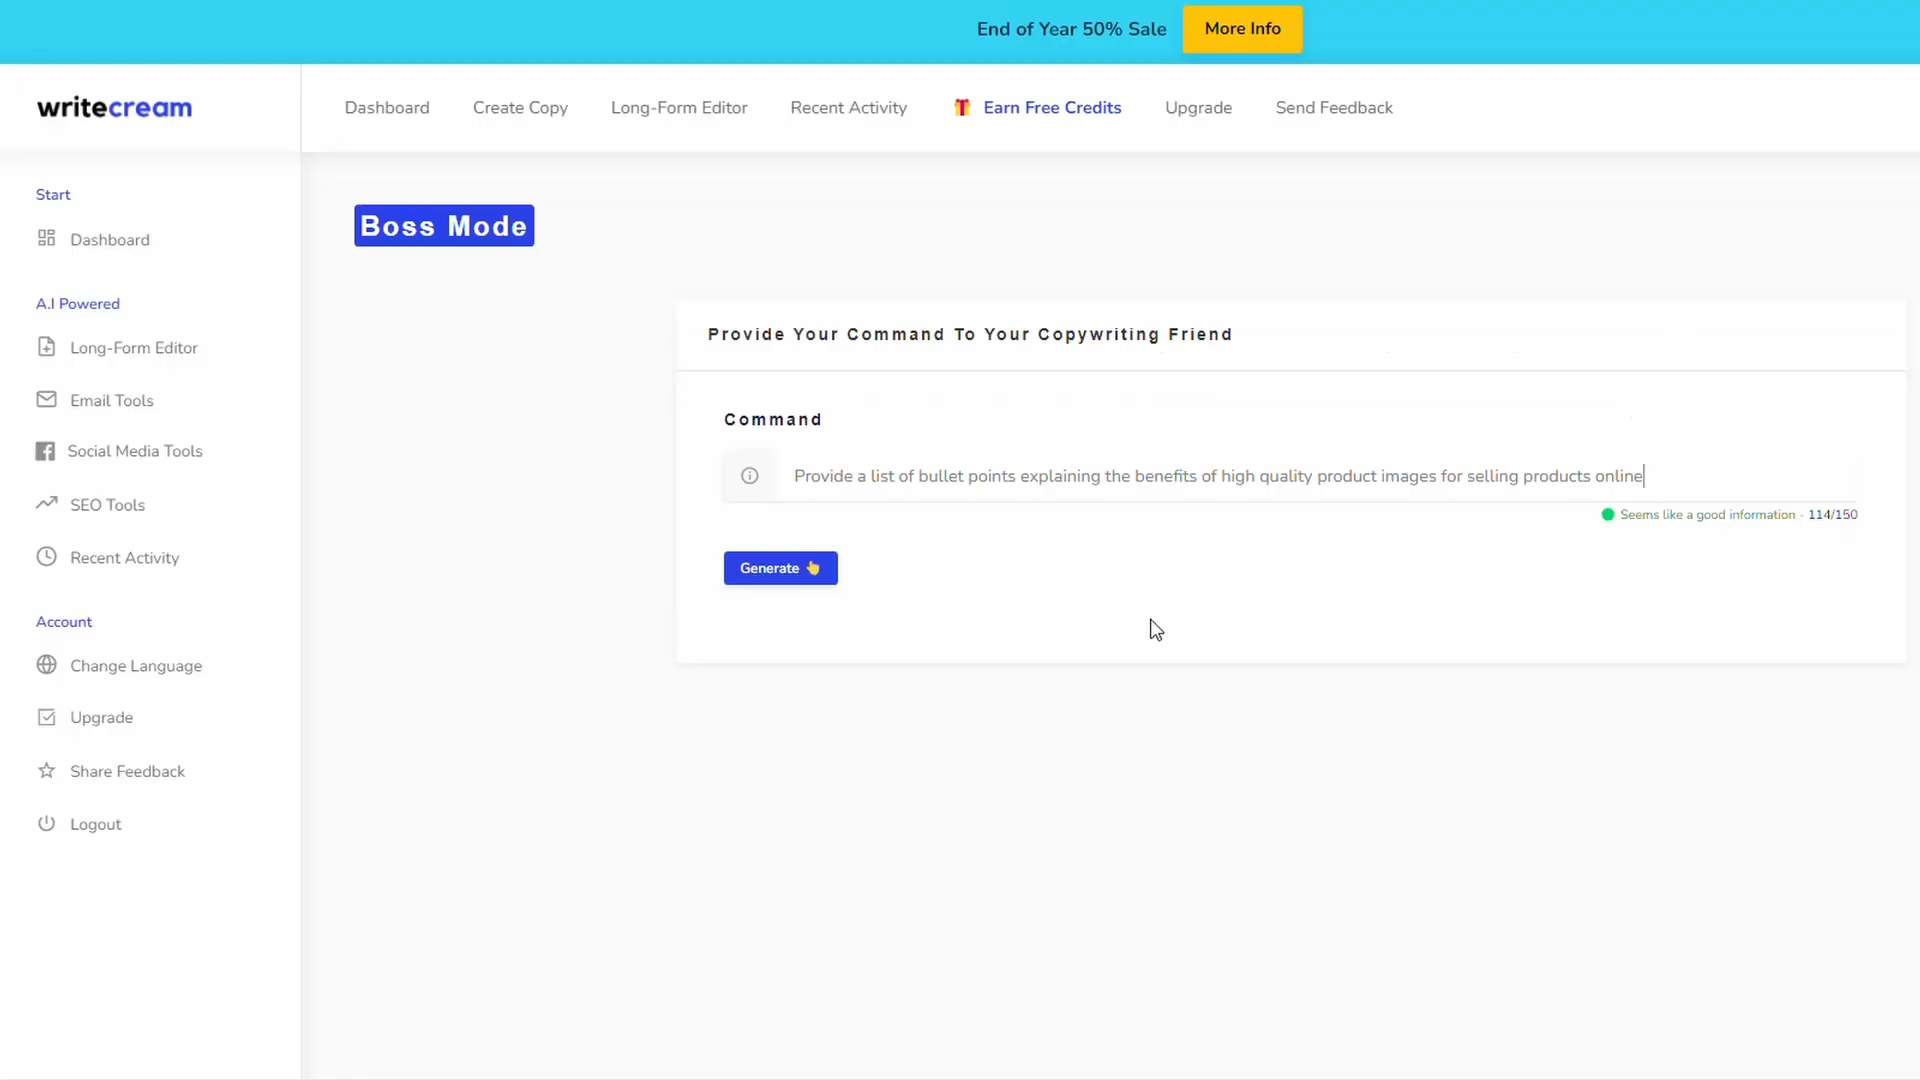 End of Year 50% Sale
More Info
writecream
Dashboard
Create Copy
Long-Form Editor
Recent Activity
Earn Free Credits
Upgrade
Send Feedback
Start
Dashboard
A.I Powered
Long-Form Editor
Email Tools
Social Media Tools
SEO Tools
Recent Activity
Account
Change Language
Upgrade
Share Feedback
Logout
Boss Mode
Provide Your Command To Your Copywriting Friend
Command
Provide a list of bullet points explaining the benefits of high quality product images for selling products online
Seems like a good information - 114/150
Generate 👆